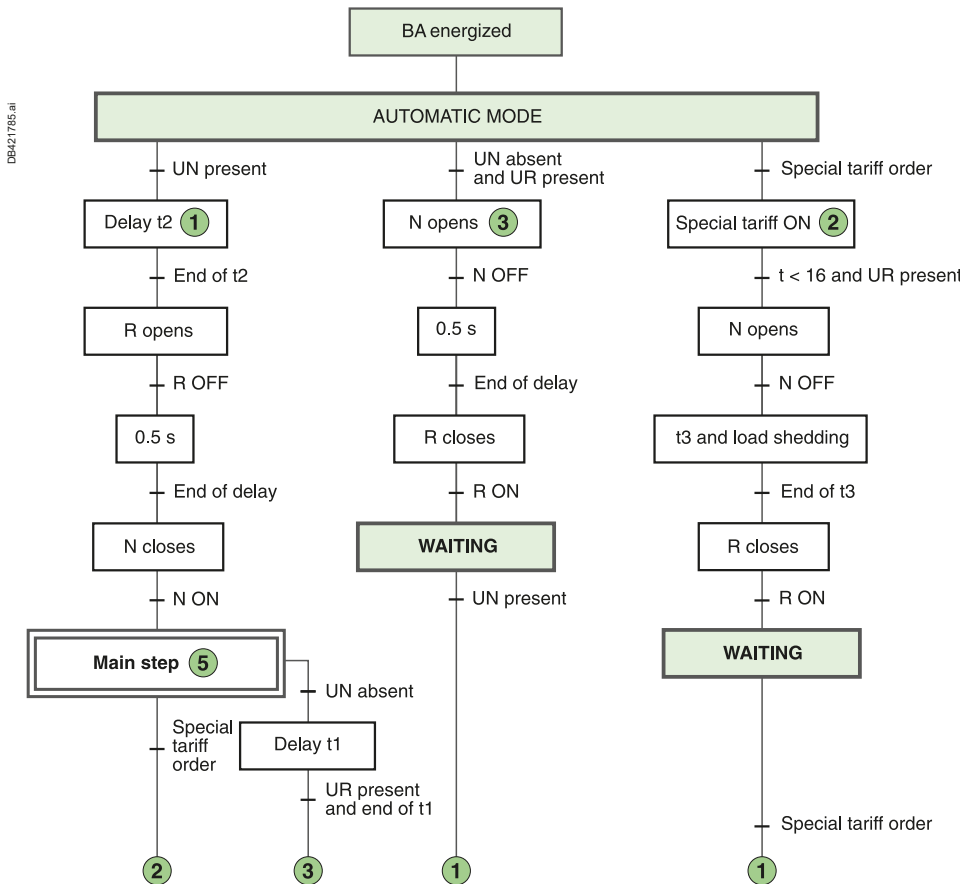 DB421785.ai
BA energized
AUTOMATIC MODE
UN present
UN absent
and UR present
Special tariff order
Delay t2 1
N opens 3
Special tariff ON 2
End of t2
N OFF
t < 16 and UR present
R opens
0.5 s
N opens
R OFF
End of delay
N OFF
0.5 s
R closes
t3 and load shedding
End of delay
R ON
End of t3
N closes
WAITING
R closes
N ON
UN present
R ON
Main step 5
WAITING
UN absent
Special
tariff
order
Delay t1
UR present
and end of t1
Special tariff order
2
3
1
1